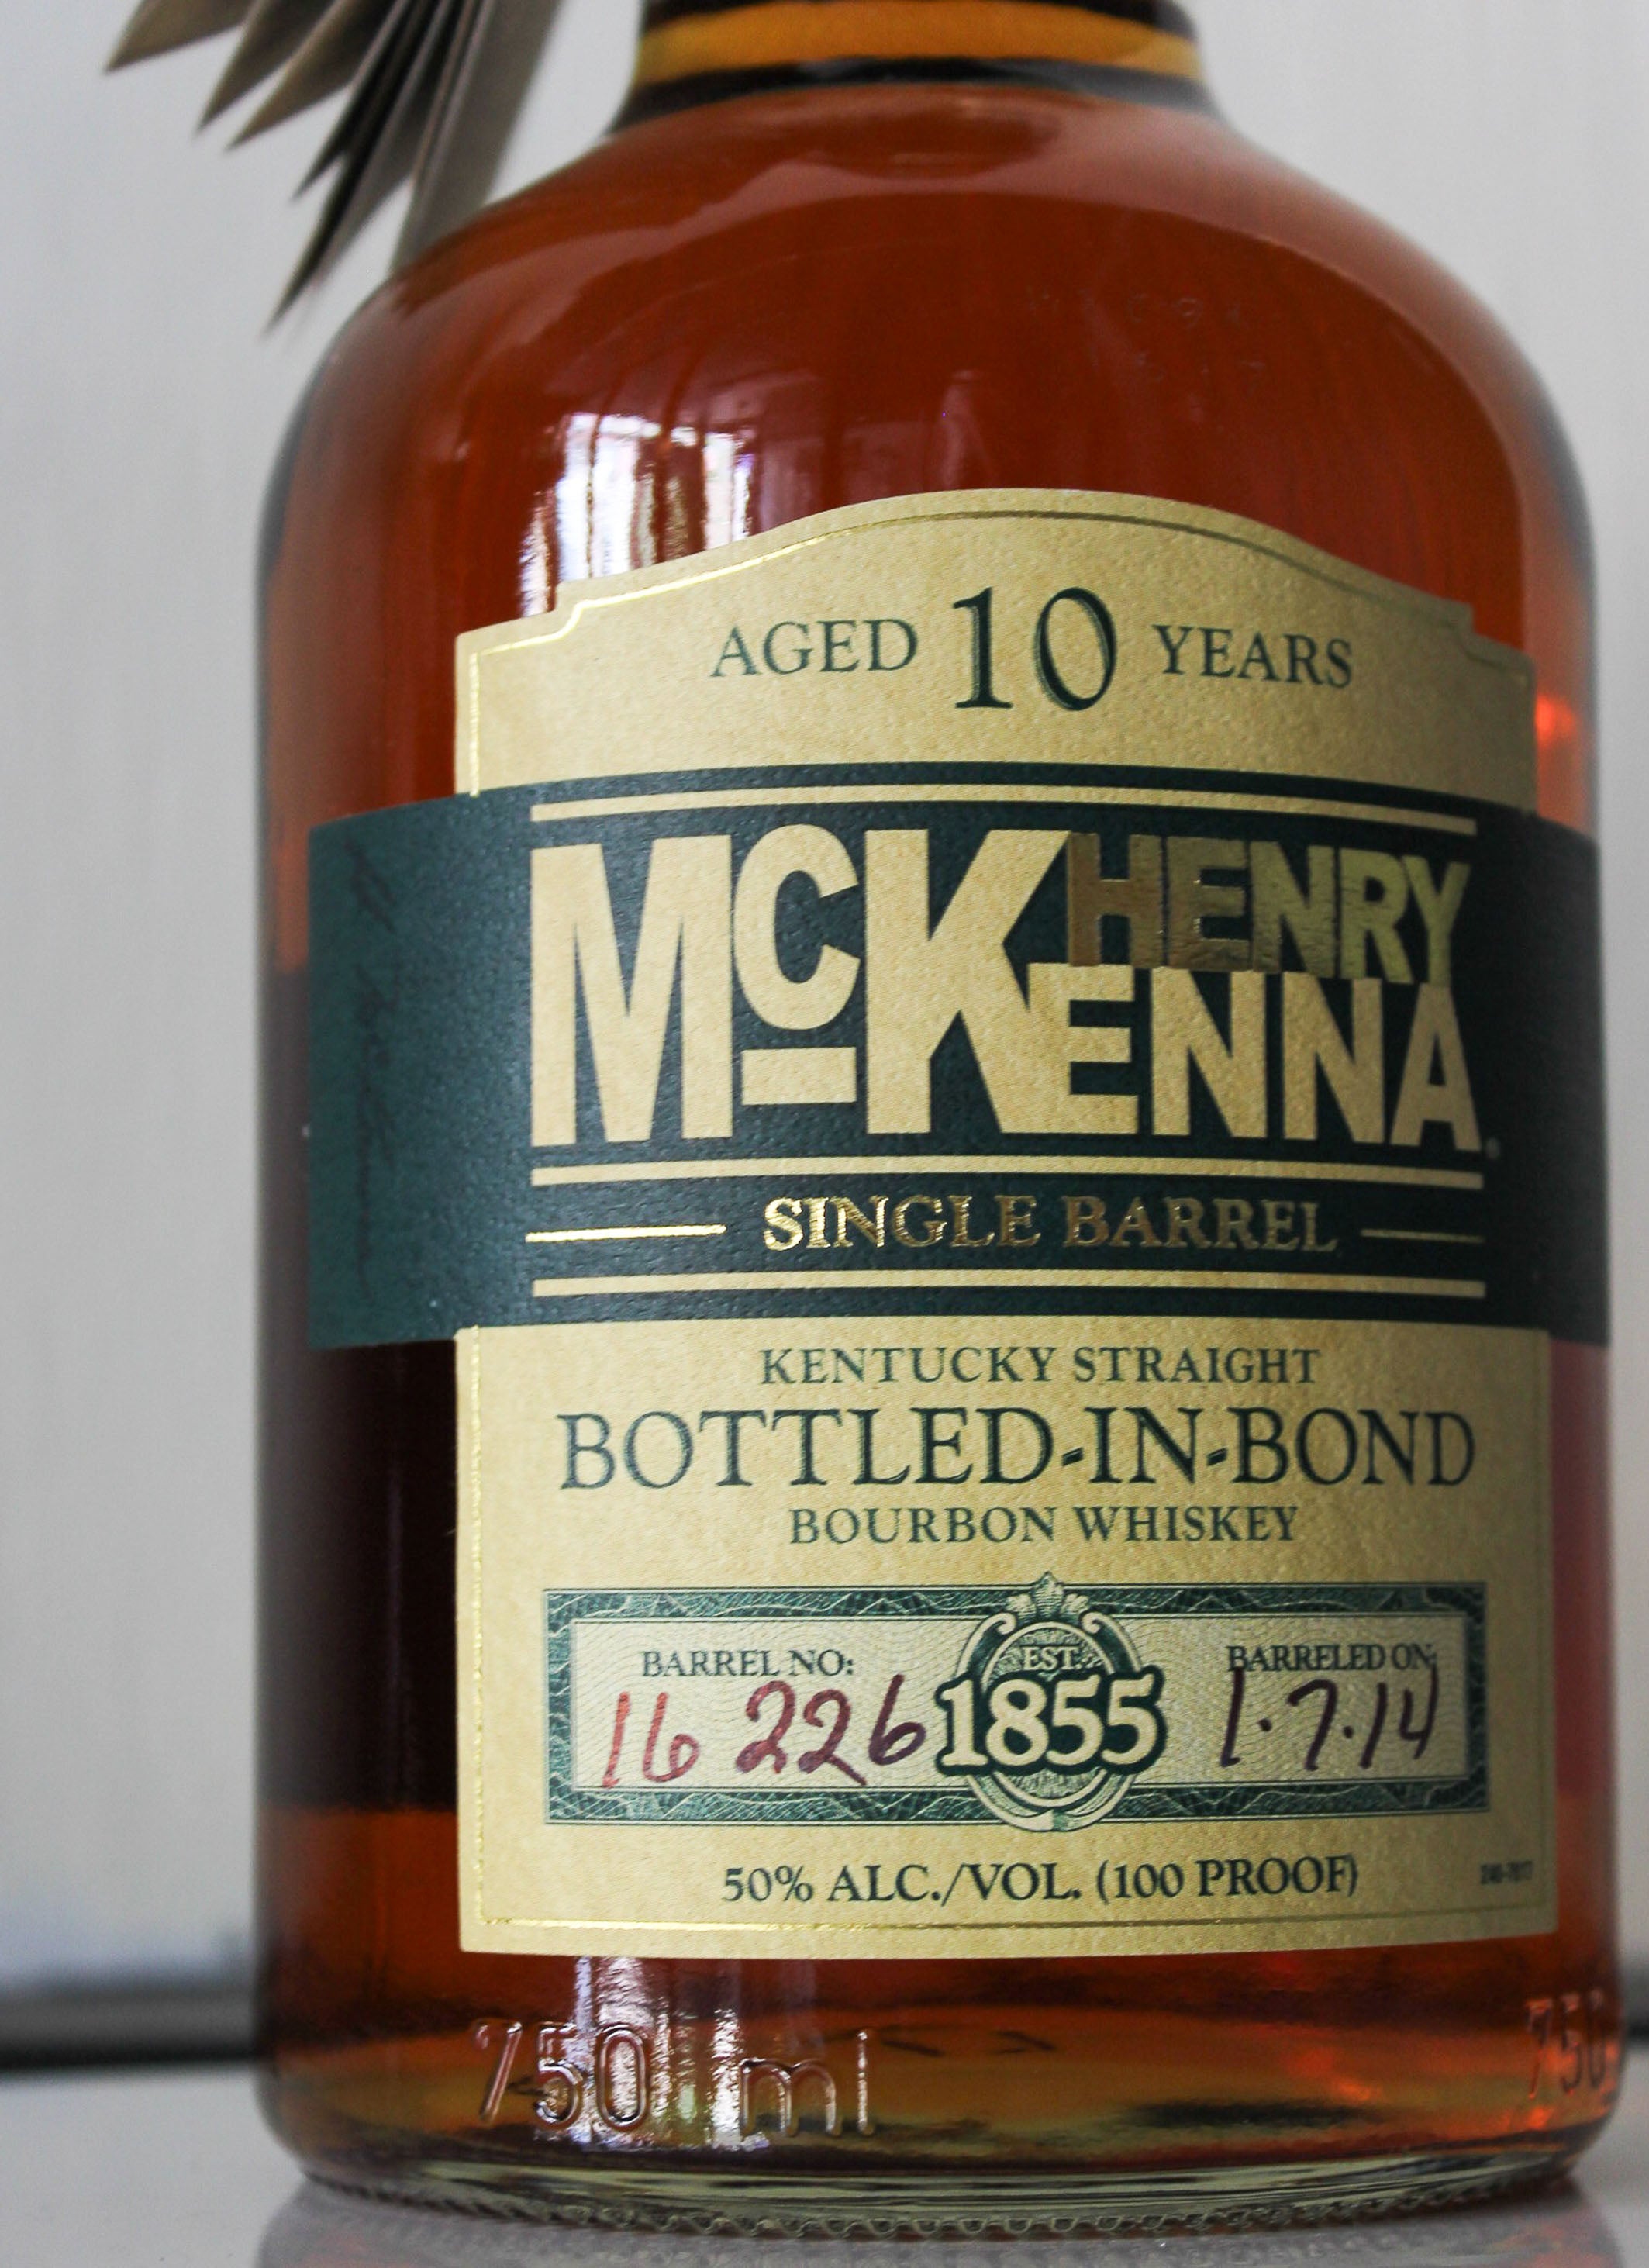 AGED 10 YEARS
McKENNA
HENRY
SINGLE BARREL
KENTUCKY STRAIGHT
BOTTLED-IN-BOND
BOURBON WHISKEY
BARREL NO:
16 226
EST.
1855
BARRELED ON:
1.7.14
50% ALC./VOL. (100 PROOF)
750 ml
750